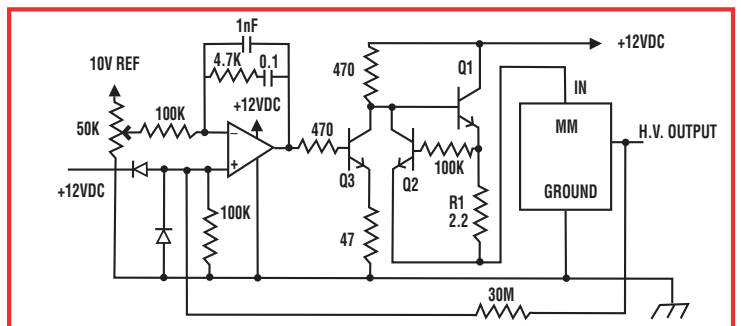 1nF
4.7K
0.1
10V REF
+12VDC
470
Q1
+12VDC
50K
100K
–
+
470
IN
MM
H.V. OUTPUT
100K
Q3
Q2
+12VDC
100K
47
R1
2.2
GROUND
30M